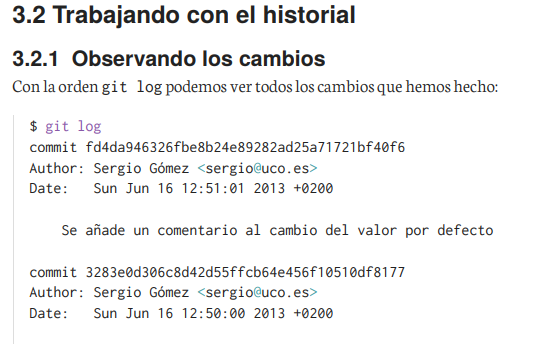 3.2 Trabajando con el historial
3.2.1 Observando los cambios
Con la orden git log podemos ver todos los cambios que hemos hecho:
$ git log
commit fd4da946326fbe8b24e89282ad25a71721bf40f6
Author: Sergio Gómez <sergio@uco.es>
Date:   Sun Jun 16 12:51:01 2013 +0200
    Se añade un comentario al cambio del valor por defecto
commit 3283e0d306c8d42d55ffcb64e456f10510df8177
Author: Sergio Gómez <sergio@uco.es>
Date:   Sun Jun 16 12:50:00 2013 +0200